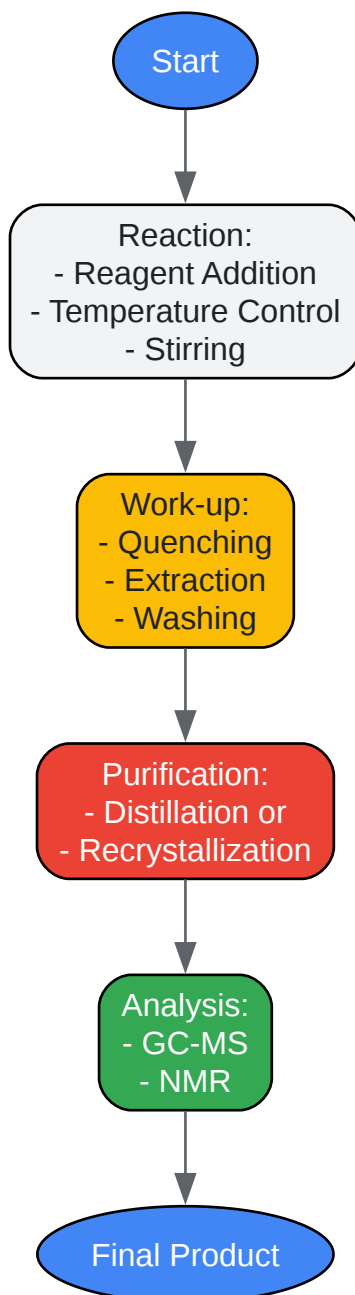 Start
Reaction:
- Reagent Addition
- Temperature Control
- Stirring
Work-up:
- Quenching
- Extraction
- Washing
Purification:
- Distillation or
- Recrystallization
Analysis:
- GC-MS
- NMR
Final Product